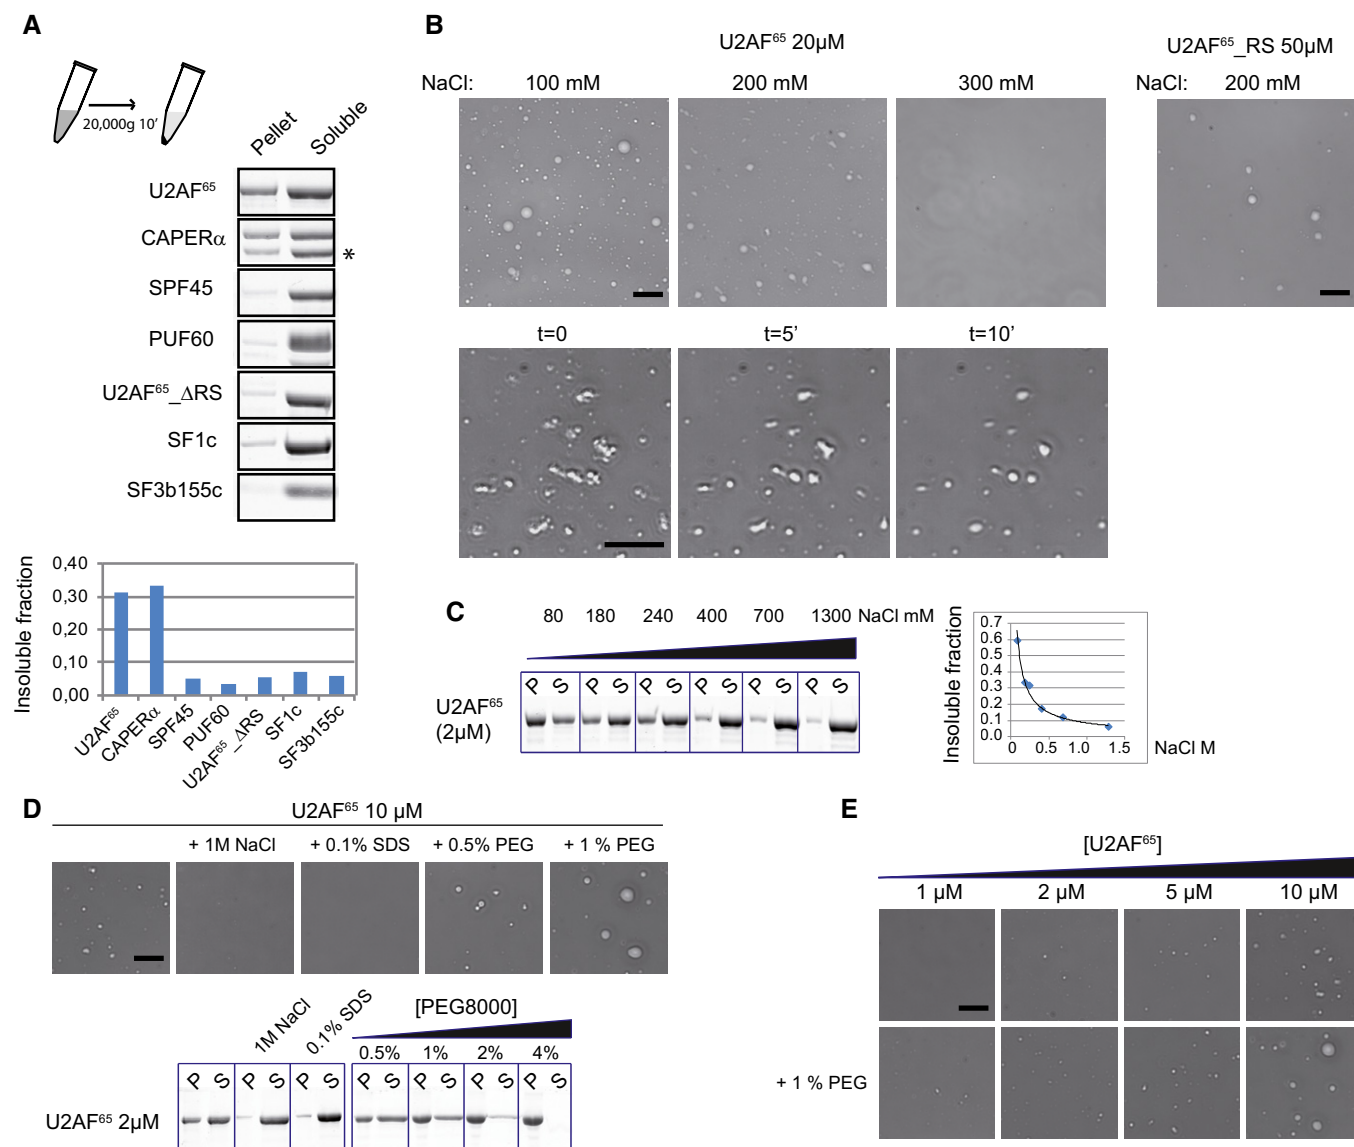 A
20,000g 10’
Pellet
Soluble
U2AF⁶⁵
CAPERα
*
SPF45
PUF60
U2AF⁶⁵_ΔRS
SF1c
SF3b155c
Insoluble fraction
0,40
0,30
0,20
0,10
0,00
U2AF⁶⁵
CAPERα
SPF45
PUF60
U2AF⁶⁵_ΔRS
SF1c
SF3b155c
B
U2AF⁶⁵ 20µM
U2AF⁶⁵_RS 50µM
NaCl: 100 mM 200 mM 300 mM
NaCl: 200 mM
t=0 t=5’ t=10’
C
80 180 240 400 700 1300 NaCl mM
P S P S P S P S P S P S
U2AF⁶⁵
(2µM)
Insoluble fraction
0.7
0.6
0.5
0.4
0.3
0.2
0.1
0.0
0 0.5 1.0 1.5
NaCl M
D
U2AF⁶⁵ 10 µM
+ 1M NaCl + 0.1% SDS + 0.5% PEG + 1 % PEG
1M NaCl
0.1% SDS
[PEG8000]
0.5% 1% 2% 4%
P S P S P S P S P S P S P S
U2AF⁶⁵ 2µM
E
[U2AF⁶⁵]
1 µM 2 µM 5 µM 10 µM
+ 1 % PEG